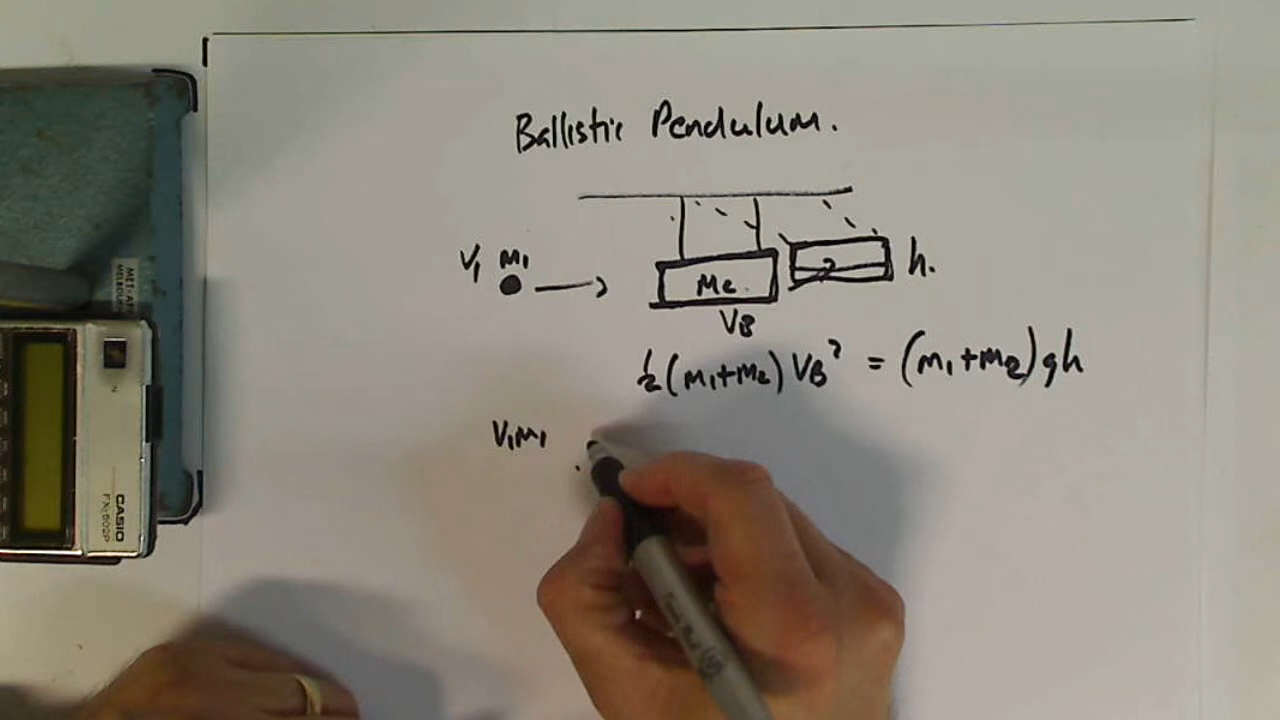 Ballistic Pendulum.
V₁ m₁
M₂
h.
VB
½(m₁+m₂) VB² = (m₁+m₂)gh
V₁m₁
CASIO